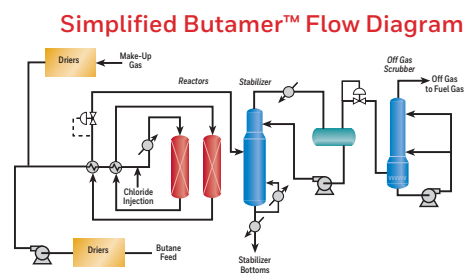 Simplified Butamer™ Flow Diagram
Driers
Make-Up
Gas
Reactors
Stabilizer
Off Gas
Scrubber
Off Gas
to Fuel Gas
Chloride
Injection
Driers
Butane
Feed
Stabilizer
Bottoms